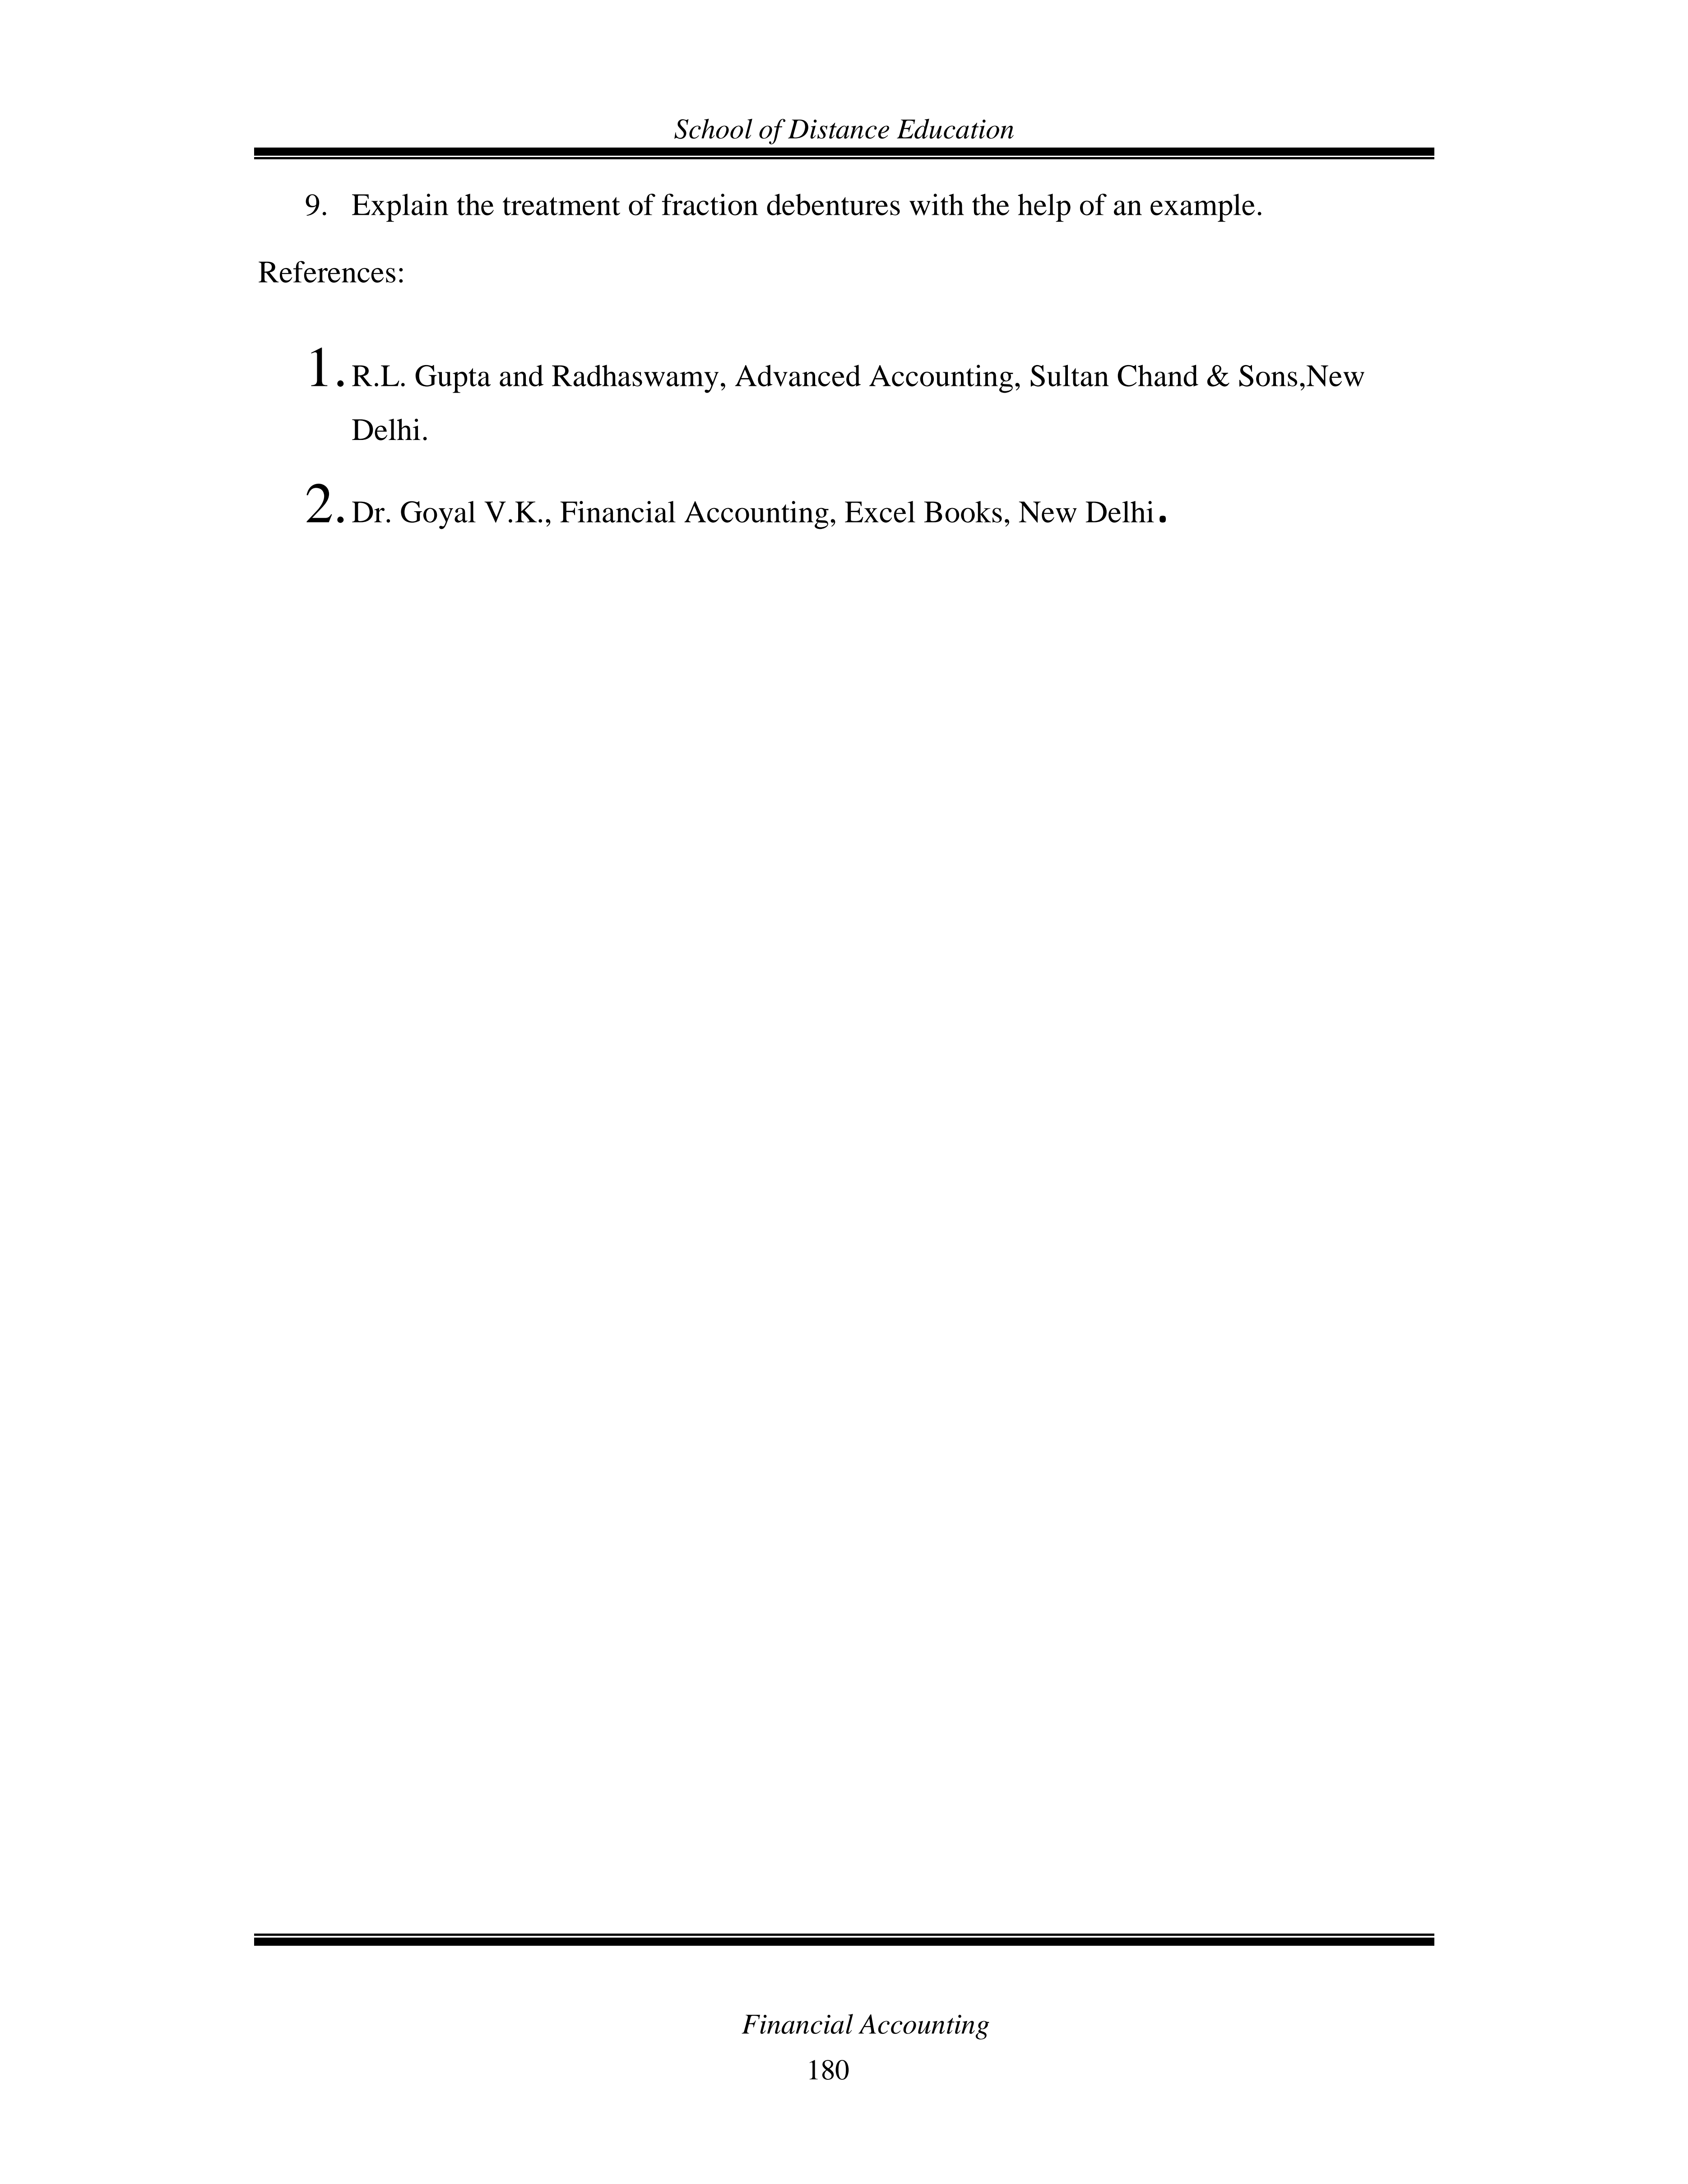 School of Distance Education
9. Explain the treatment of fraction debentures with the help of an example.
References:
1. R.L. Gupta and Radhaswamy, Advanced Accounting, Sultan Chand & Sons,New
Delhi.
2. Dr. Goyal V.K., Financial Accounting, Excel Books, New Delhi.
Financial Accounting
180